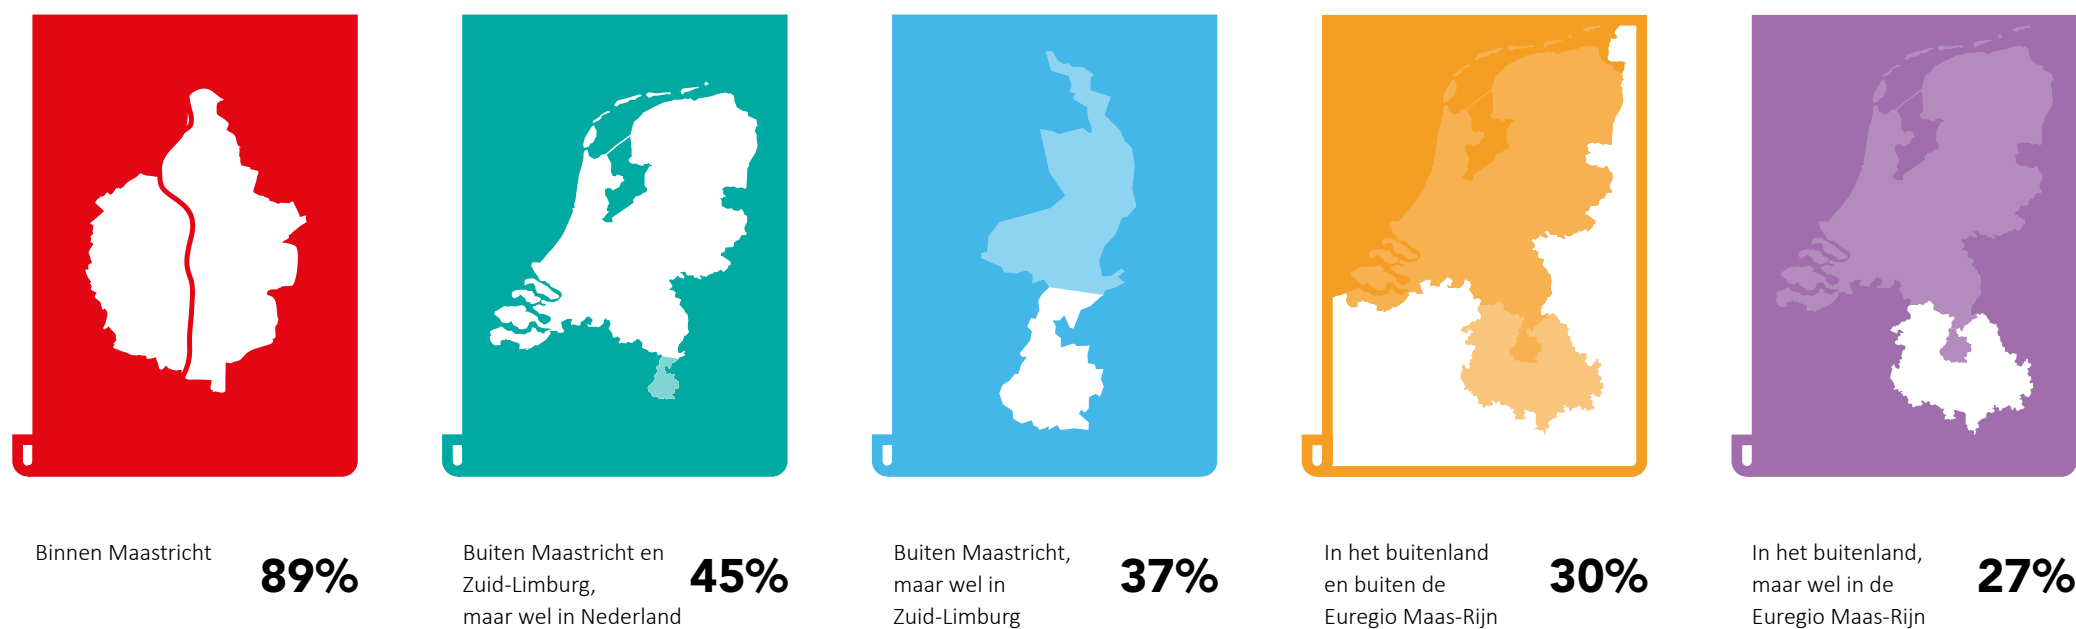 Binnen Maastricht
89%
Buiten Maastricht en
Zuid-Limburg,
maar wel in Nederland
45%
Buiten Maastricht,
maar wel in
Zuid-Limburg
37%
In het buitenland
en buiten de
Euregio Maas-Rijn
30%
In het buitenland,
maar wel in de
Euregio Maas-Rijn
27%